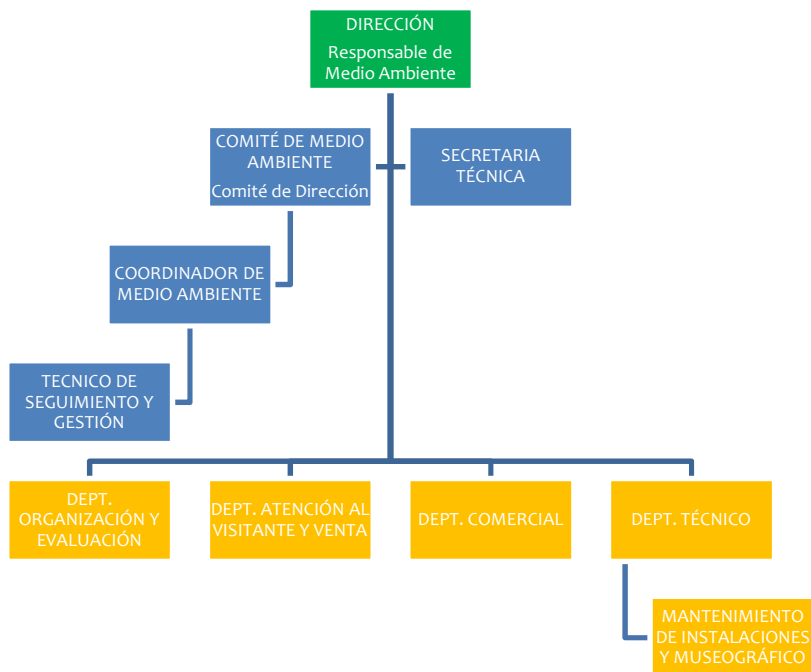 DIRECCIÓN
Responsable de
Medio Ambiente
COMITÉ DE MEDIO
AMBIENTE
Comité de Dirección
SECRETARIA
TÉCNICA
COORDINADOR DE
MEDIO AMBIENTE
TECNICO DE
SEGUIMIENTO Y
GESTIÓN
DEPT.
ORGANIZACIÓN Y
EVALUACIÓN
DEPT. ATENCIÓN AL
VISITANTE Y VENTA
DEPT. COMERCIAL
DEPT. TÉCNICO
MANTENIMIENTO
DE INSTALACIONES
Y MUSEOGRÁFICO